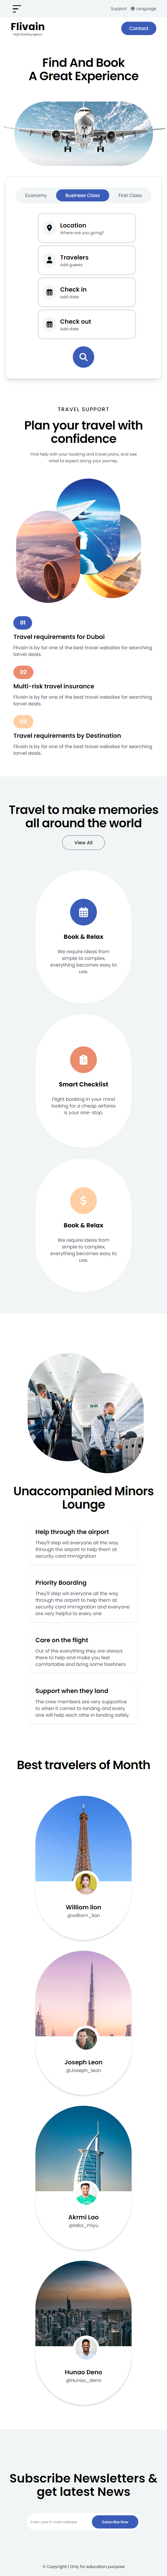 Support Language
Flivain
Flight Booking Agency
Contact
Find And Book
A Great Experience
Economy Business Class First Class
Location
Where are you going?
Travelers
Add guests
Check in
add date
Check out
Add date
TRAVEL SUPPORT
Plan your travel with
confidence
Find help with your booking and travel plans, and see
what to expect along your journey.
01
Travel requirements for Dubai
Flivain is by far one of the best travel websites for searching
tarvel deals.
02
Multi-risk travel insurance
Flivain is by far one of the best travel websites for searching
tarvel deals.
03
Travel requirements by Destination
Flivain is by far one of the best travel websites for searching
tarvel deals.
Travel to make memories
all around the world
View All
Book & Relax
We require ideas from
simple to complex,
everything becomes easy to
use.
Smart Checklist
Flight booking in your mind
looking for a cheap airfares
is your one-stop.
Book & Relax
We require ideas from
simple to complex,
everything becomes easy to
use.
Unaccompanied Minors
Lounge
Help through the airport
They'll step wit everyone all the way
through the airport to help them at
security card immigration
Priority Boarding
They'll step wit everyone all the way
through the airport to help them at
security card immigration and everyone
are very helpful to every one
Care on the flight
Out of the everything they are always
there to help and make you feel
comfortable and bring some freshners
Support when they land
The crew members are very supportive
to when it comes to landing and every
one will help each othe in landing safely.
Best travelers of Month
Williom lion
@william_lion
Joseph Leon
@Joseph_leon
Akrmi Lao
@laka_miyu
Hunao Deno
@Hunao_deno
Subscribe Newsletters &
get latest News
Enter your E-mail address
Subscribe Now
© Copyright | Only for education purpose